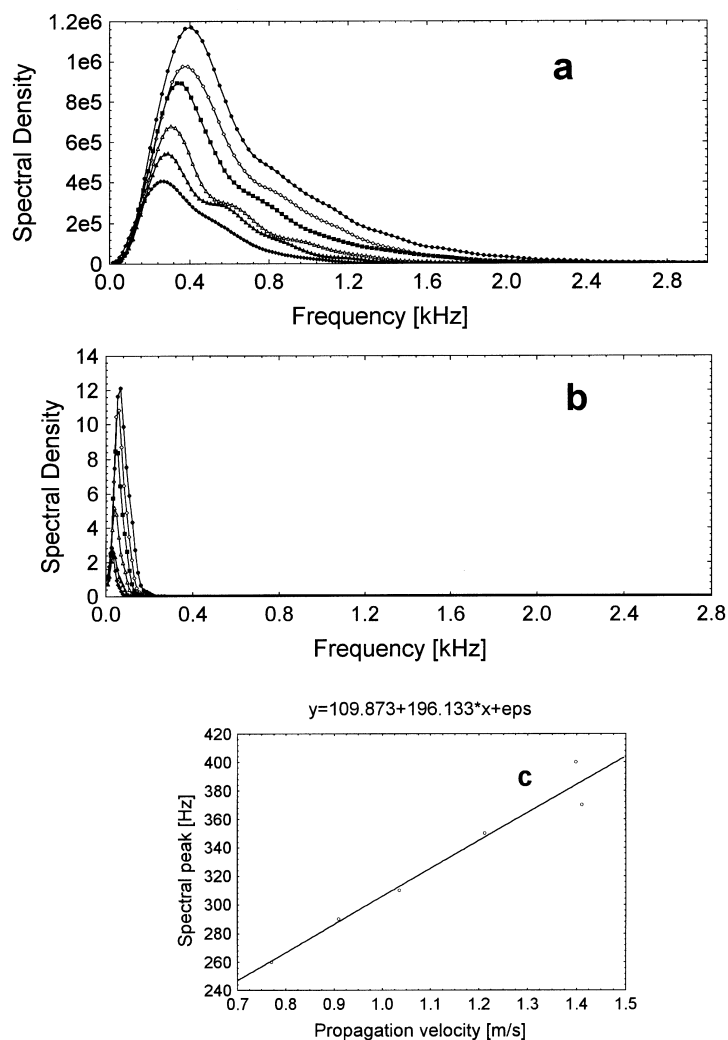 1.2e6
1e6
8e5
6e5
4e5
2e5
0
Spectral Density
a
0.0 0.4 0.8 1.2 1.6 2.0 2.4 2.8
Frequency [kHz]
14
12
10
8
6
4
2
0
Spectral Density
b
0.0 0.4 0.8 1.2 1.6 2.0 2.4 2.8
Frequency [kHz]
y=109.873+196.133*x+eps
420
400
380
360
340
320
300
280
260
240
Spectral peak [Hz]
c
0.7 0.8 0.9 1.0 1.1 1.2 1.3 1.4 1.5
Propagation velocity [m/s]